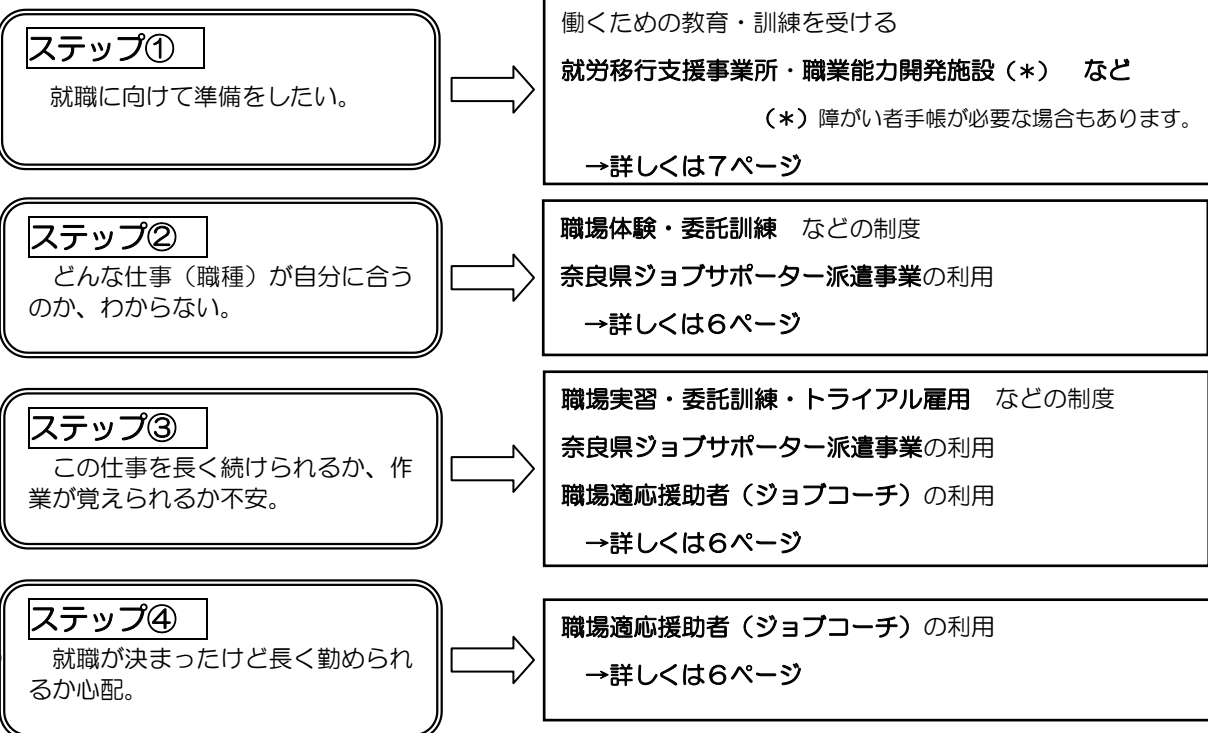 ステップ①
就職に向けて準備をしたい。
働くための教育・訓練を受ける
就労移行支援事業所・職業能力開発施設（＊）　など
（＊）障がい者手帳が必要な場合もあります。
→詳しくは７ページ
ステップ②
どんな仕事（職種）が自分に合う
のか、わからない。
職場体験・委託訓練　などの制度
奈良県ジョブサポーター派遣事業の利用
→詳しくは６ページ
ステップ③
この仕事を長く続けられるか、作
業が覚えられるか不安。
職場実習・委託訓練・トライアル雇用　などの制度
奈良県ジョブサポーター派遣事業の利用
職場適応援助者（ジョブコーチ）の利用
→詳しくは６ページ
ステップ④
就職が決まったけど長く勤められ
るか心配。
職場適応援助者（ジョブコーチ）の利用
→詳しくは６ページ